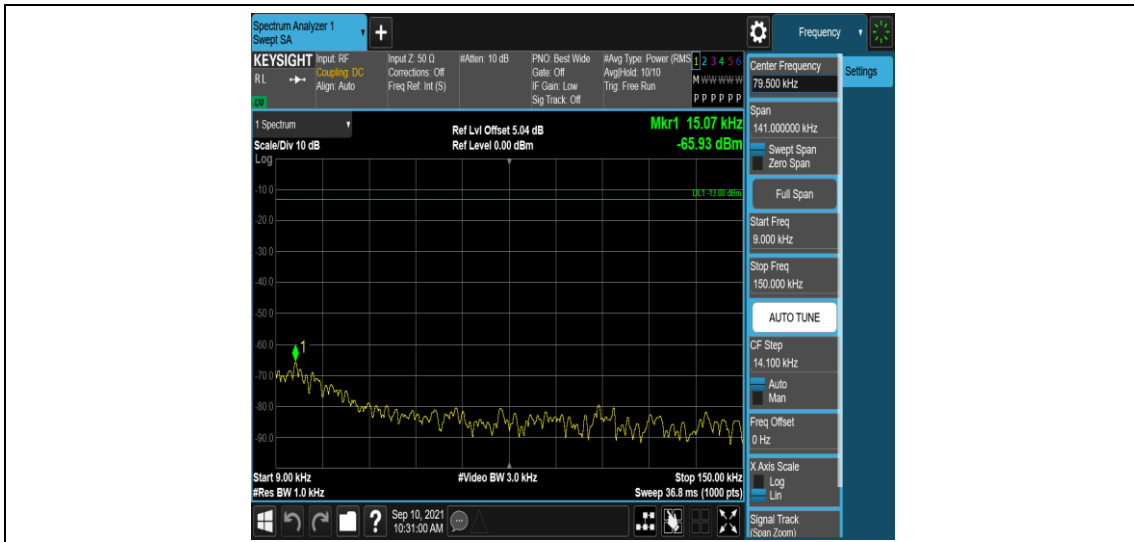 Spectrum Analyzer 1
Swept SA
+
Frequency
KEYSIGHT
RL
Input: RF
Coupling: DC
Align: Auto
Input Z: 50 Ω
Corrections: Off
Freq Ref: Int (S)
#Atten: 10 dB
PNO: Best Wide
Gate: Off
IF Gain: Low
Sig Track: Off
#Avg Type: Power (RMS
Avg|Hold: 10/10
Trig: Free Run
1 2 3 4 5 6
M W W W W W
P P P P P P
1 Spectrum
Scale/Div 10 dB
Ref Lvl Offset 5.04 dB
Ref Level 0.00 dBm
Mkr1 15.07 kHz
-65.93 dBm
Log
DL1 -13.00 dBm
-10.0
-20.0
-30.0
-40.0
-50.0
-60.0
1
-70.0
-80.0
-90.0
Start 9.00 kHz
#Video BW 3.0 kHz
Stop 150.00 kHz
#Res BW 1.0 kHz
Sweep 36.8 ms (1000 pts)
Sep 10, 2021
10:31:00 AM
?
Center Frequency
79.500 kHz
Settings
Span
141.000000 kHz
Swept Span
Zero Span
Full Span
Start Freq
9.000 kHz
Stop Freq
150.000 kHz
AUTO TUNE
CF Step
14.100 kHz
Auto
Man
Freq Offset
0 Hz
X Axis Scale
Log
Lin
Signal Track
(Span Zoom)